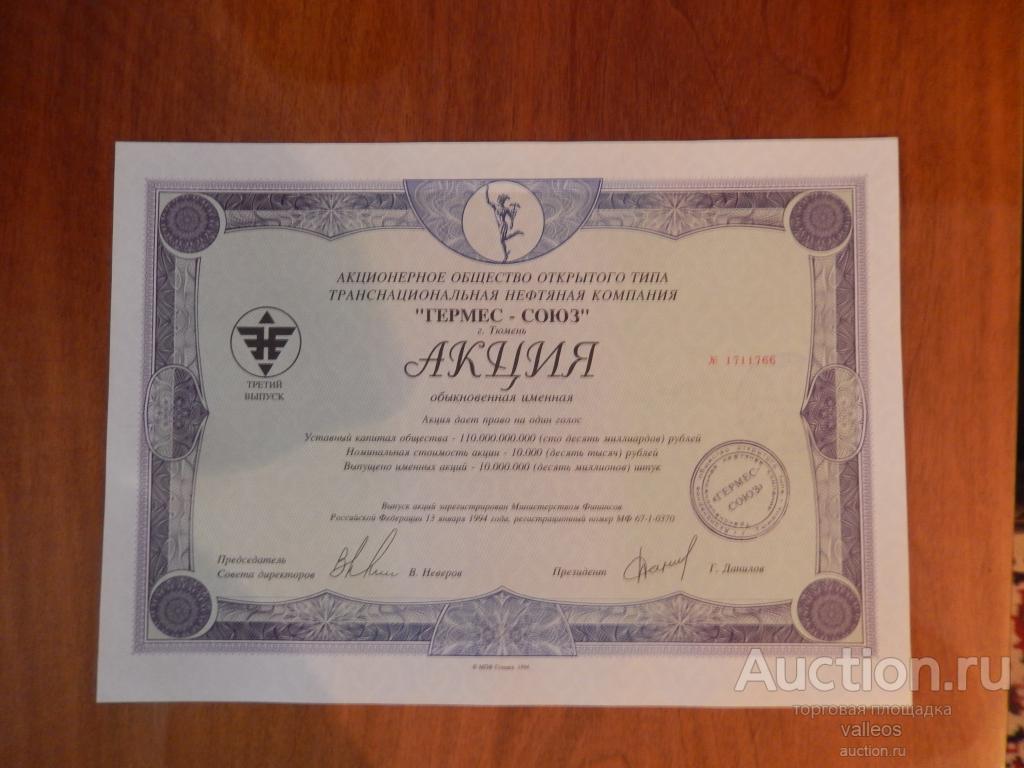 АКЦИОНЕРНОЕ ОБЩЕСТВО ОТКРЫТОГО ТИПА
ТРАНСНАЦИОНАЛЬНАЯ НЕФТЯНАЯ КОМПАНИЯ
"ГЕРМЕС - СОЮЗ"
г. Тюмень
АКЦИЯ
обыкновенная именная
№ 1711766
ТРЕТИЙ
ВЫПУСК
Акция дает право на один голос
Уставный капитал общества - 110.000.000.000 (сто десять миллиардов) рублей
Номинальная стоимость акции - 10.000 (десять тысяч) рублей
Выпущено именных акций - 10.000.000 (десять миллионов) штук
«ГЕРМЕС-
СОЮЗ»
Выпуск акций зарегистрирован Министерством Финансов
Российской Федерации 13 января 1994 года, регистрационный номер МФ 67-1-0370
Председатель
Совета директоров В. Неверов Президент Г. Данилов
Auction.ru
торговая площадка
valleos
auction.ru